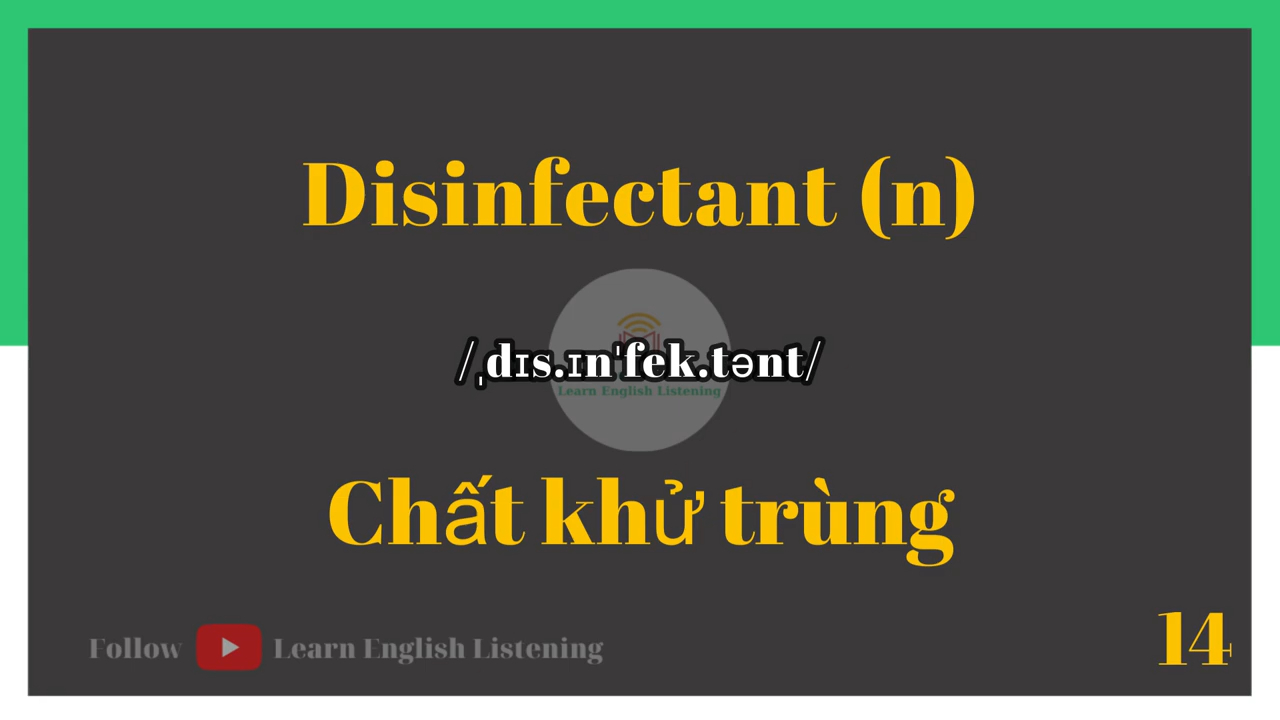 Disinfectant (n)
/ˌdɪs.ɪnˈfek.tənt/
Learn English Listening
Chất khử trùng
Follow Learn English Listening
14